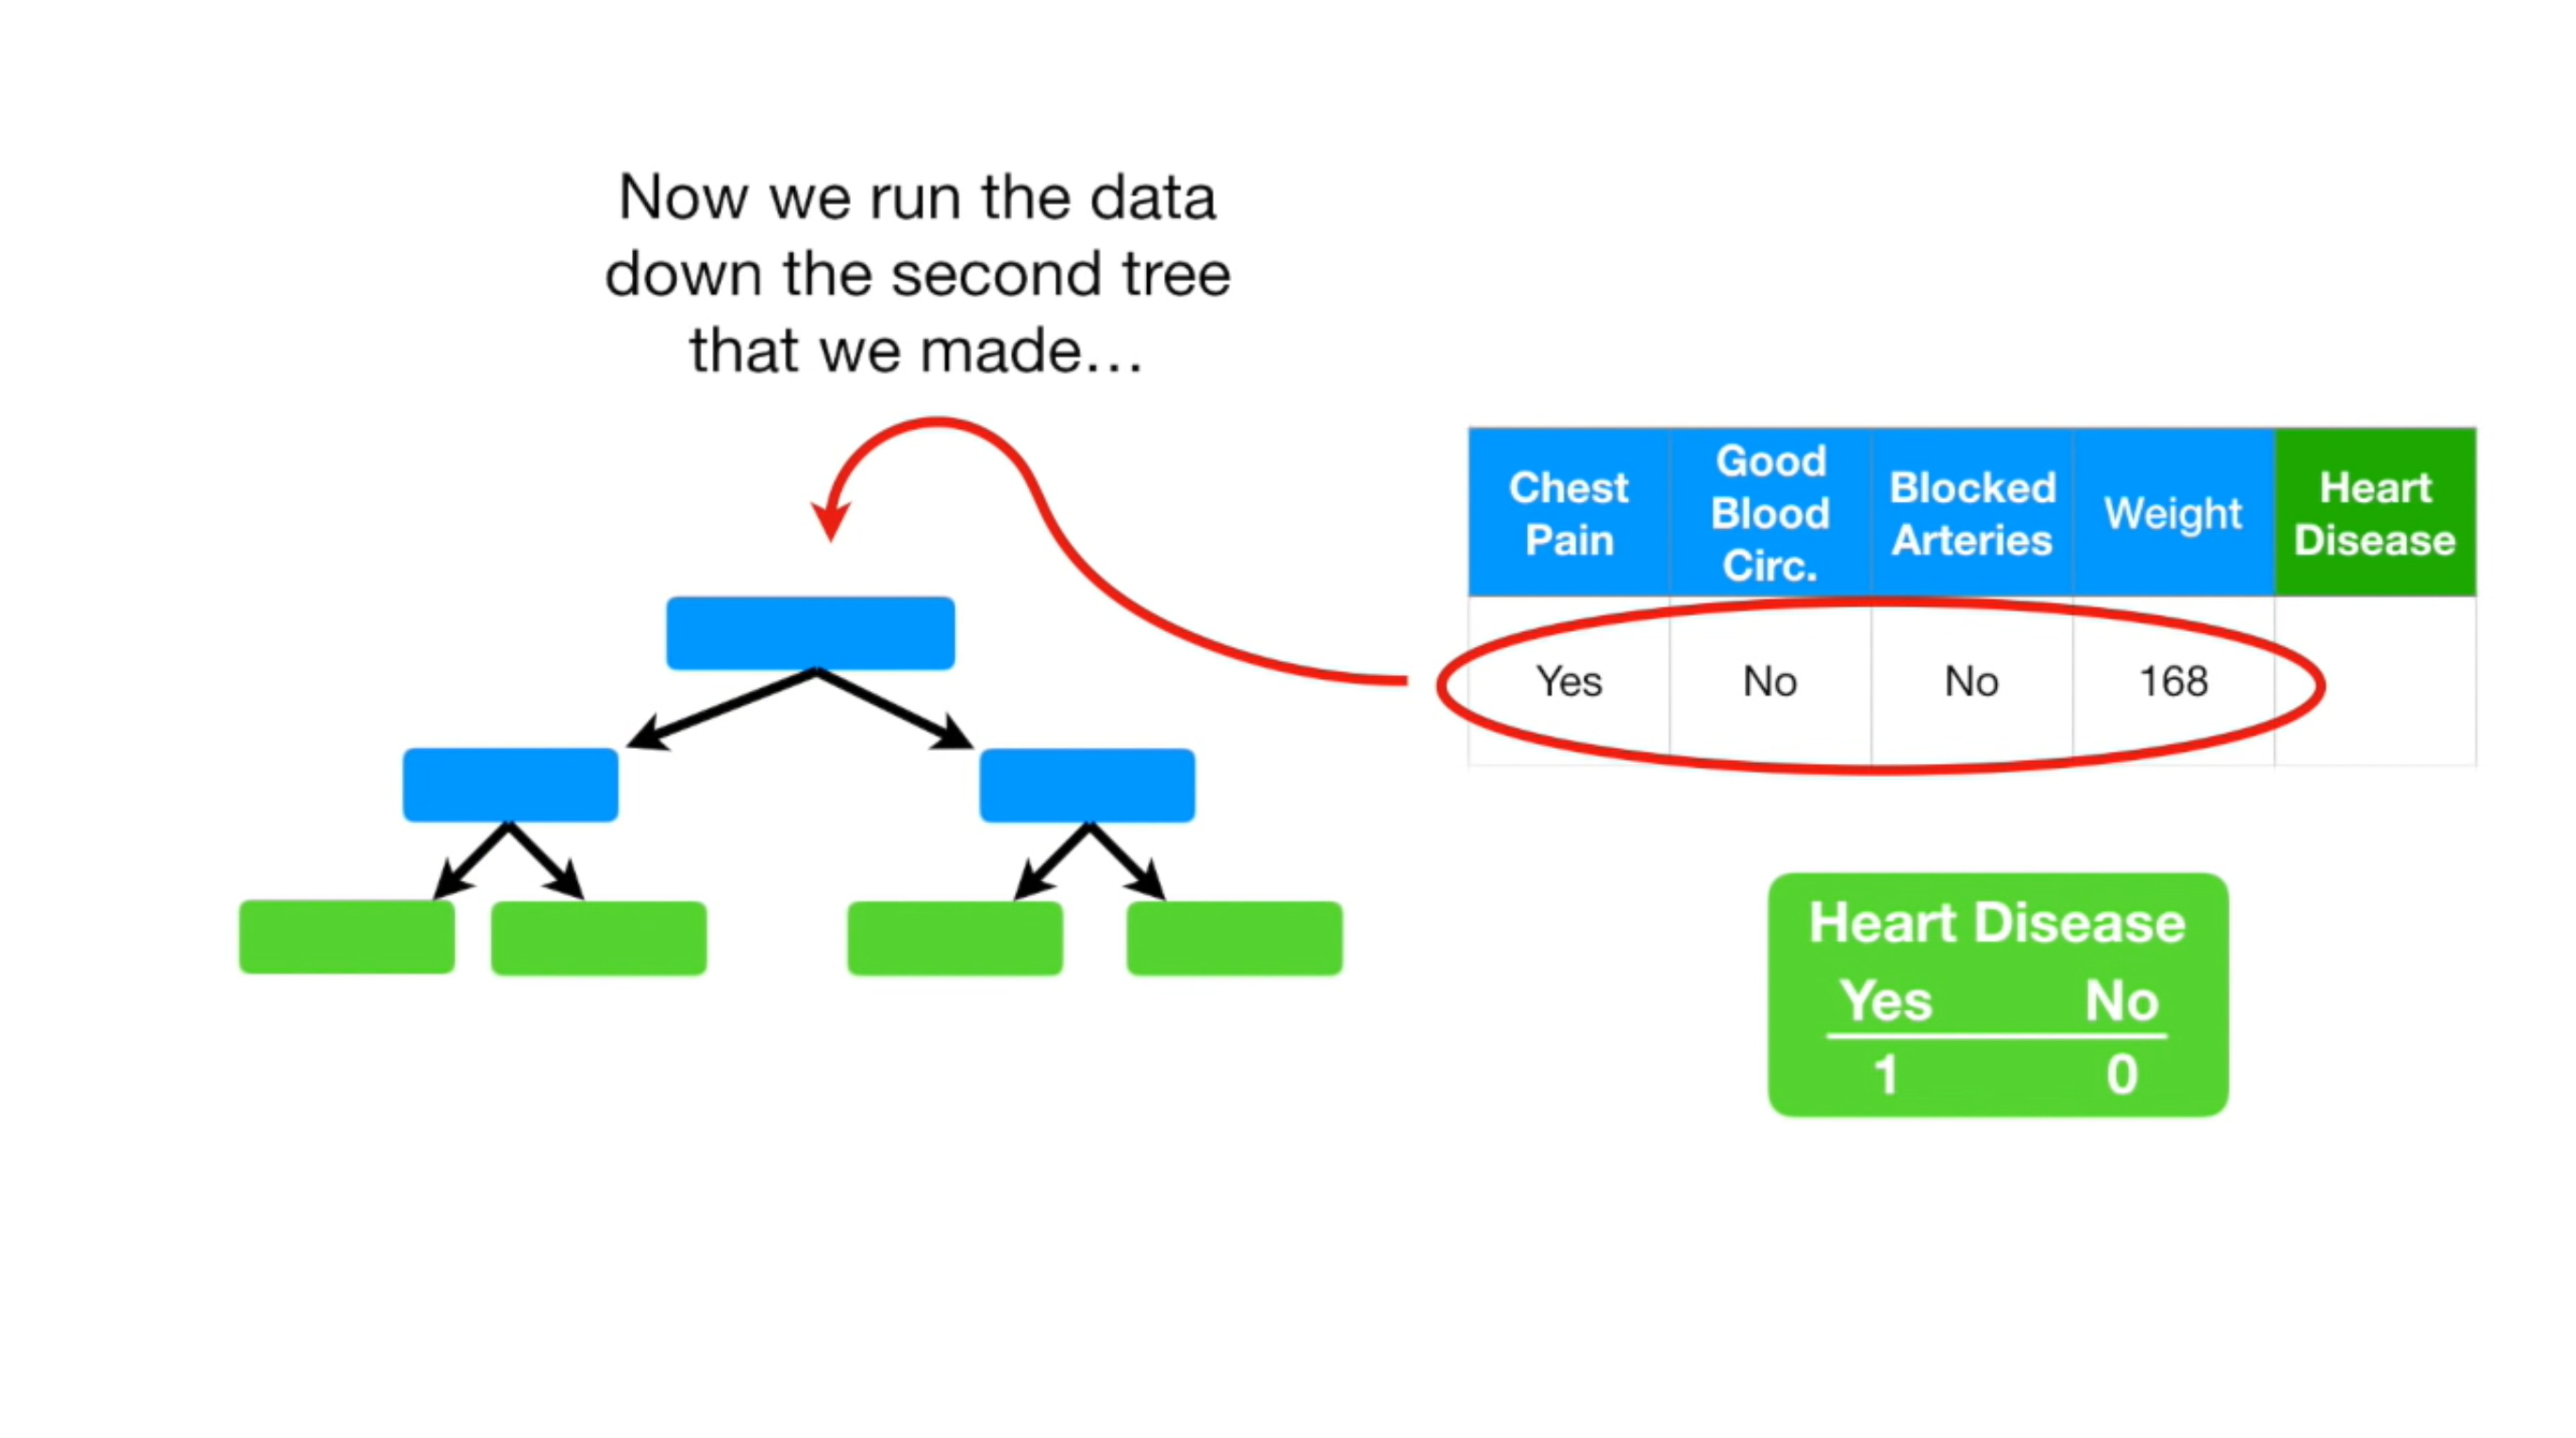 Now we run the data
down the second tree
that we made...
Chest
Pain
Good
Blood
Circ.
Blocked
Arteries
Weight
Heart
Disease
Yes
No
No
168
Heart Disease
Yes No
1 0